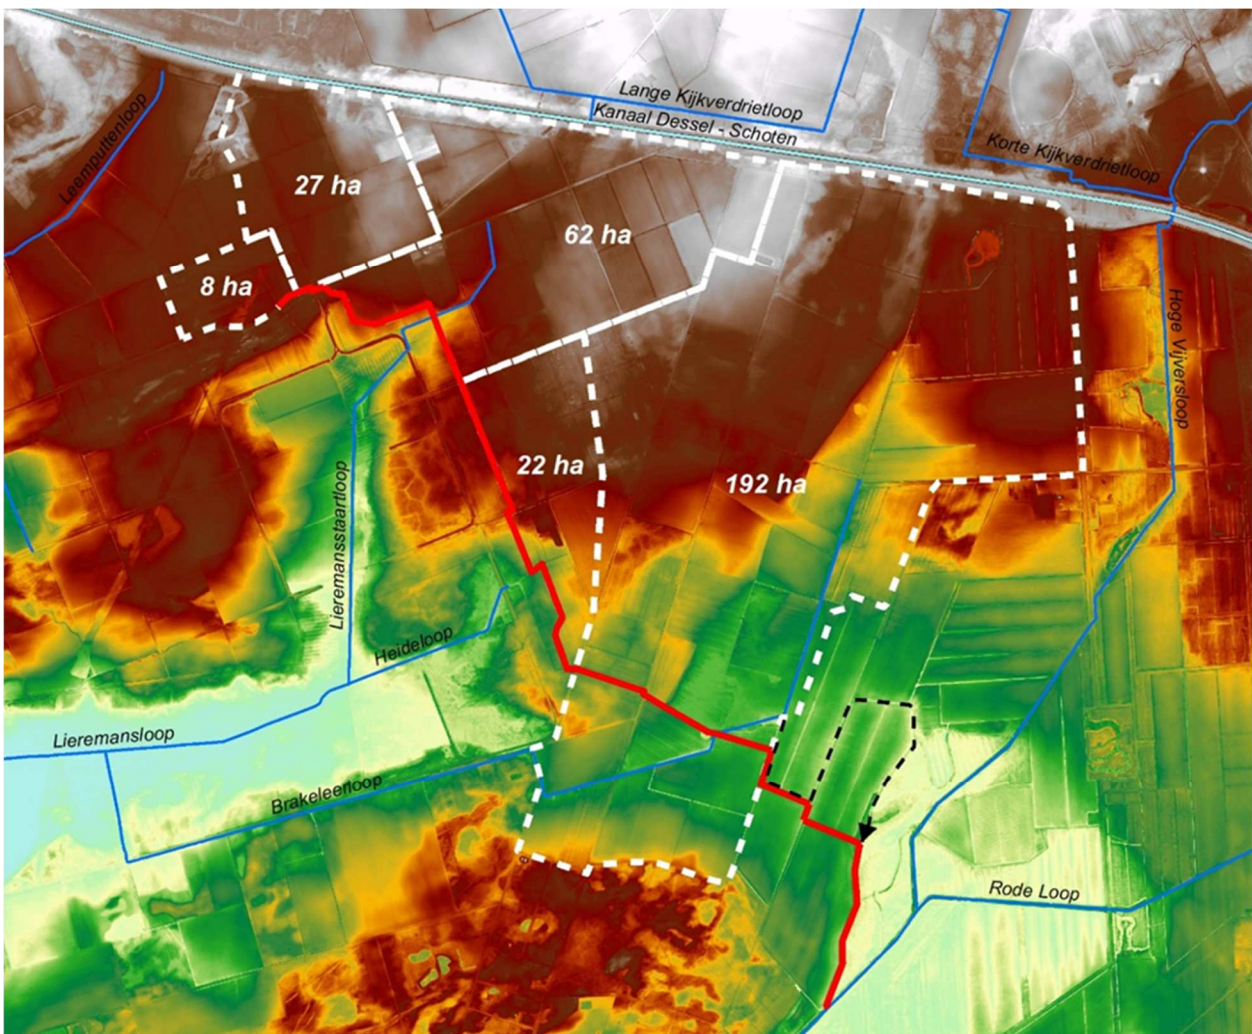 Lange Kijkverdrietloop
Kanaal Dessel - Schoten
Leemputtenloop
Korte Kijkverdrietloop
27 ha
62 ha
8 ha
Hoge Vijversloop
22 ha
192 ha
Lieremansstaartloop
Heideloop
Lieremansloop
Brakeleerloop
Rode Loop